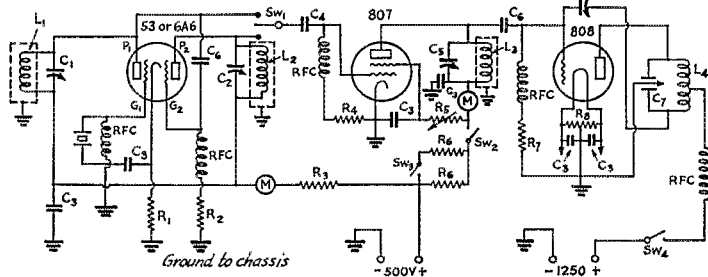 L1
C1
P1
53 or 6A6
P2
C6
SW1
C2
L2
G1
G2
RFC
C3
RFC
C3
R1
R2
Ground to chassis
M
R3
C4
RFC
807
R4
C3
R5
C5
C3
L3
M
R6
SW2
SW3
R6
- 500V +
C6
RFC
R7
808
R8
C3
C3
C7
L4
RFC
SW4
- 1250 +